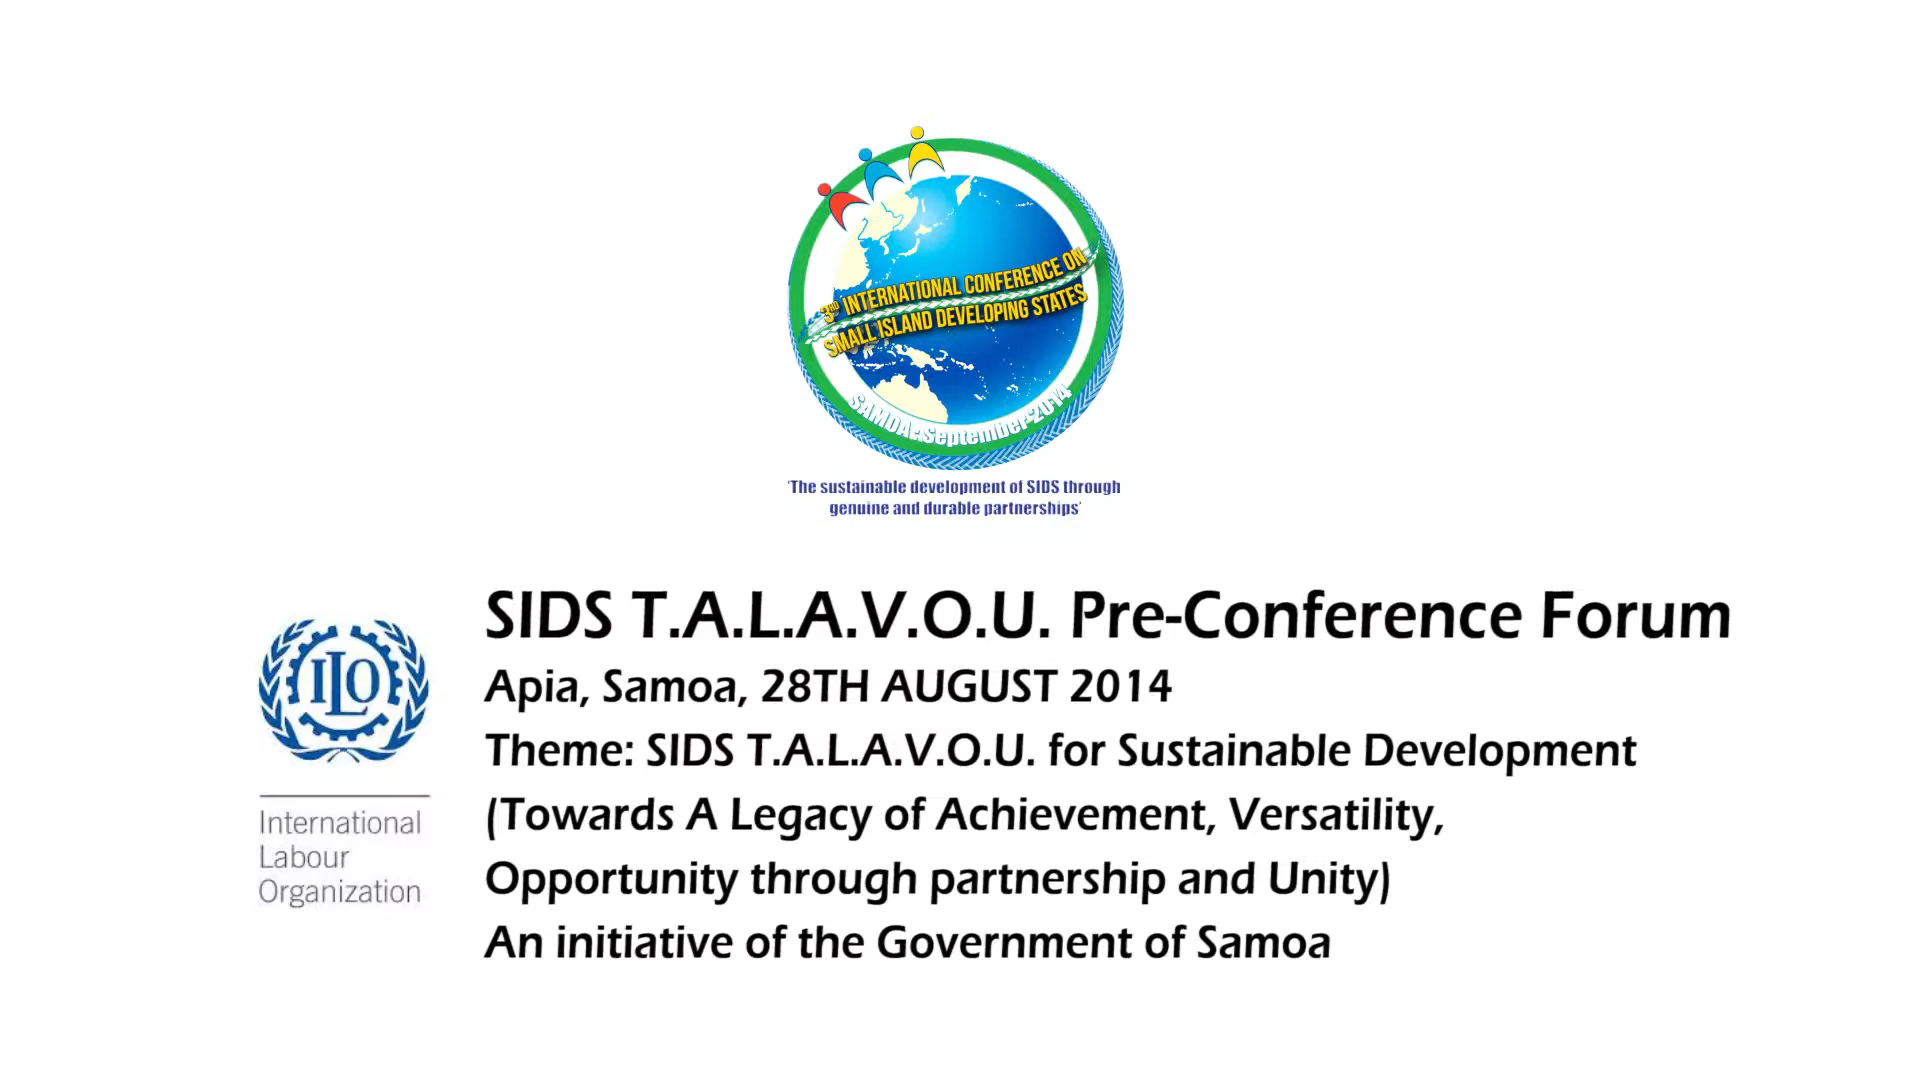 3RD INTERNATIONAL CONFERENCE ON
SMALL ISLAND DEVELOPING STATES
SAMOA:September:2014
'The sustainable development of SIDS through
genuine and durable partnerships'
ILO
International
Labour
Organization
SIDS T.A.L.A.V.O.U. Pre-Conference Forum
Apia, Samoa, 28TH AUGUST 2014
Theme: SIDS T.A.L.A.V.O.U. for Sustainable Development
(Towards A Legacy of Achievement, Versatility,
Opportunity through partnership and Unity)
An initiative of the Government of Samoa